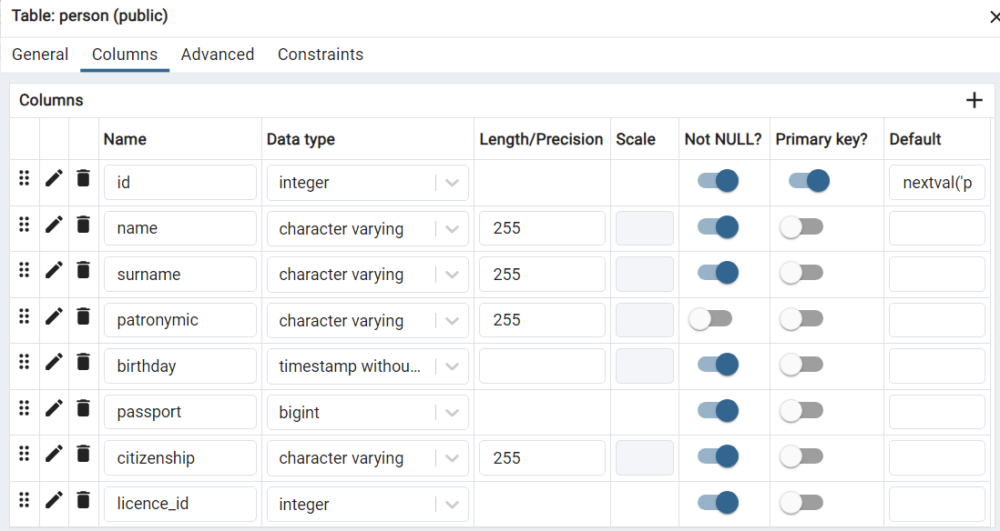 Table: person (public)
General Columns Advanced Constraints
Columns
Name Data type Length/Precision Scale Not NULL? Primary key? Default
id integer nextval('p
name character varying 255
surname character varying 255
patronymic character varying 255
birthday timestamp withou...
passport bigint
citizenship character varying 255
licence_id integer